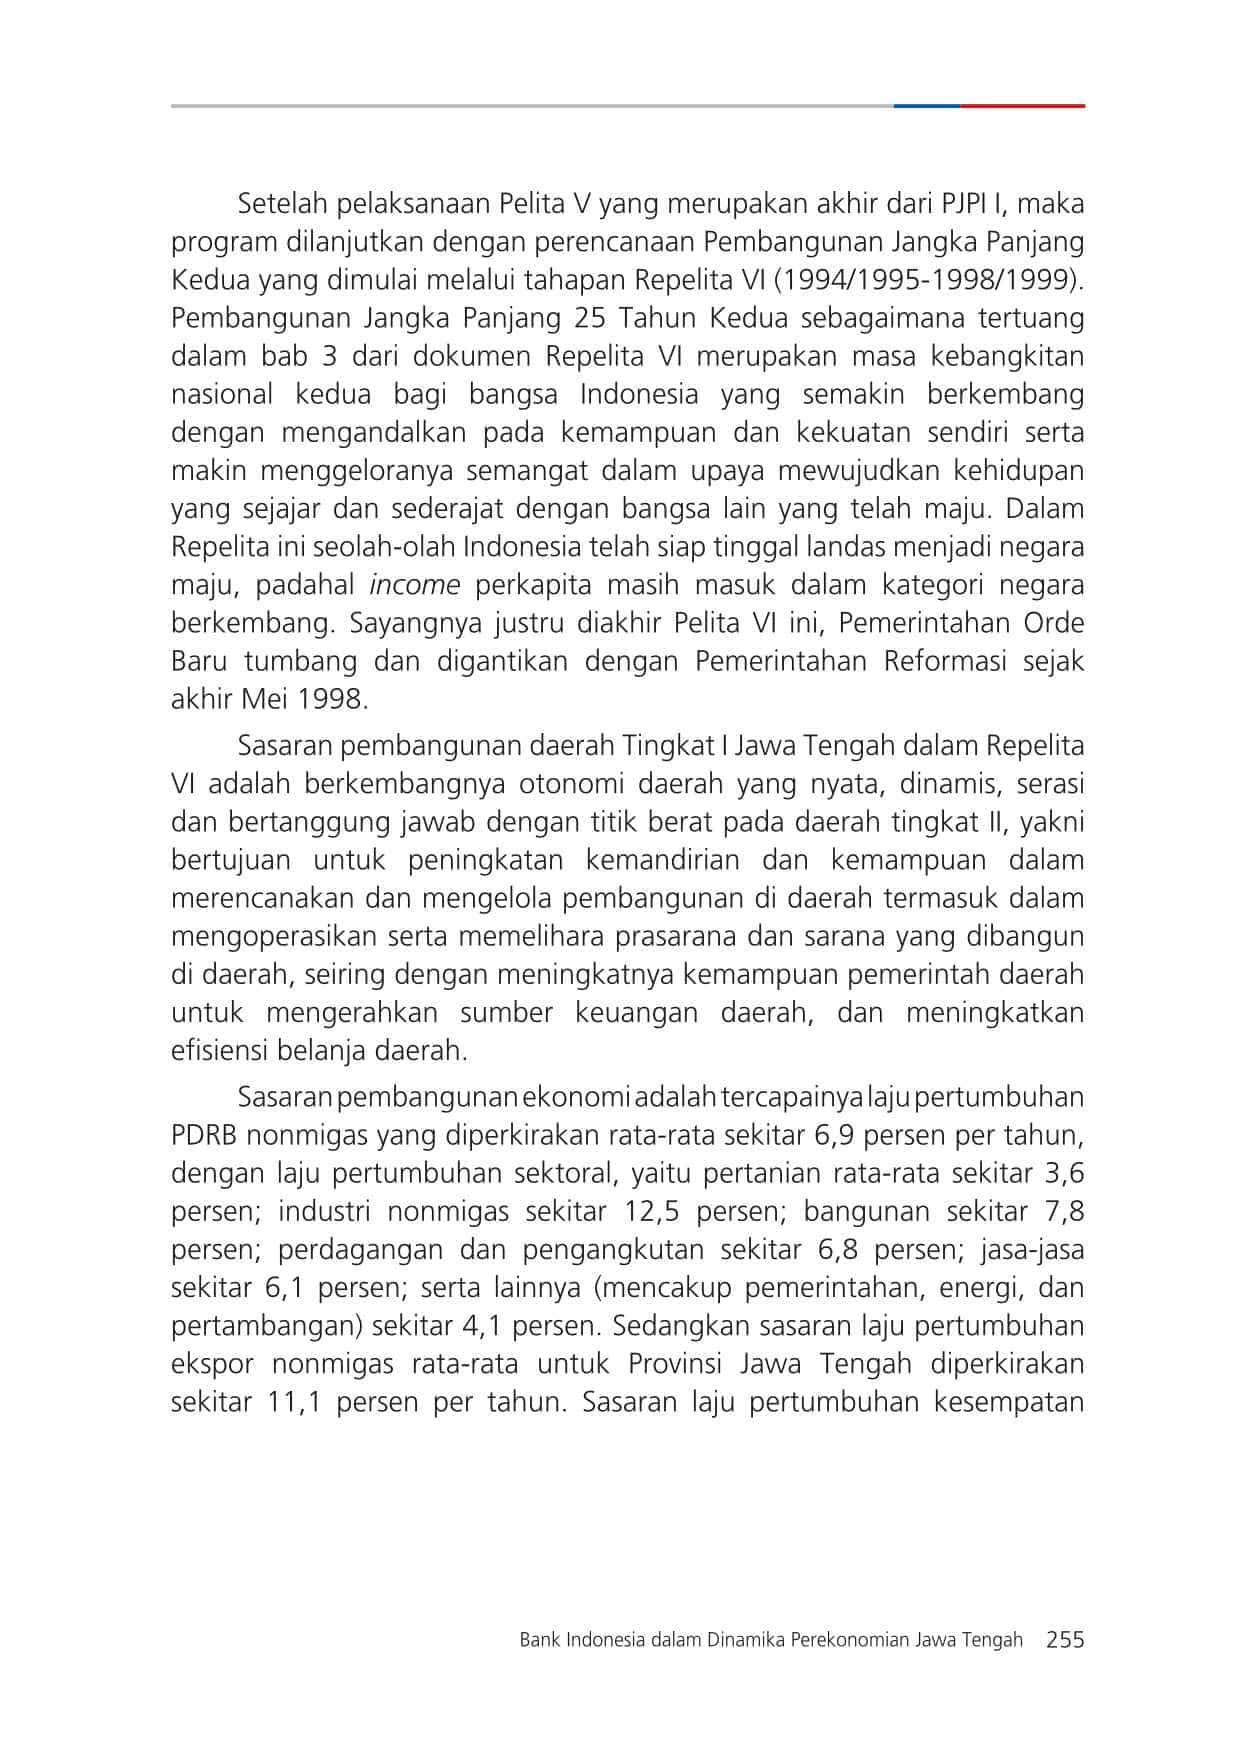 Setelah pelaksanaan Pelita V yang merupakan akhir dari PJPI I, maka
program dilanjutkan dengan perencanaan Pembangunan Jangka Panjang
Kedua yang dimulai melalui tahapan Repelita VI (1994/1995-1998/1999).
Pembangunan Jangka Panjang 25 Tahun Kedua sebagaimana tertuang
dalam bab 3 dari dokumen Repelita VI merupakan masa kebangkitan
nasional kedua bagi bangsa Indonesia yang semakin berkembang
dengan mengandalkan pada kemampuan dan kekuatan sendiri serta
makin menggeloranya semangat dalam upaya mewujudkan kehidupan
yang sejajar dan sederajat dengan bangsa lain yang telah maju. Dalam
Repelita ini seolah-olah Indonesia telah siap tinggal landas menjadi negara
maju, padahal income perkapita masih masuk dalam kategori negara
berkembang. Sayangnya justru diakhir Pelita VI ini, Pemerintahan Orde
Baru tumbang dan digantikan dengan Pemerintahan Reformasi sejak
akhir Mei 1998.
Sasaran pembangunan daerah Tingkat I Jawa Tengah dalam Repelita
VI adalah berkembangnya otonomi daerah yang nyata, dinamis, serasi
dan bertanggung jawab dengan titik berat pada daerah tingkat II, yakni
bertujuan untuk peningkatan kemandirian dan kemampuan dalam
merencanakan dan mengelola pembangunan di daerah termasuk dalam
mengoperasikan serta memelihara prasarana dan sarana yang dibangun
di daerah, seiring dengan meningkatnya kemampuan pemerintah daerah
untuk mengerahkan sumber keuangan daerah, dan meningkatkan
efisiensi belanja daerah.
Sasaran pembangunan ekonomi adalah tercapainya laju pertumbuhan
PDRB nonmigas yang diperkirakan rata-rata sekitar 6,9 persen per tahun,
dengan laju pertumbuhan sektoral, yaitu pertanian rata-rata sekitar 3,6
persen; industri nonmigas sekitar 12,5 persen; bangunan sekitar 7,8
persen; perdagangan dan pengangkutan sekitar 6,8 persen; jasa-jasa
sekitar 6,1 persen; serta lainnya (mencakup pemerintahan, energi, dan
pertambangan) sekitar 4,1 persen. Sedangkan sasaran laju pertumbuhan
ekspor nonmigas rata-rata untuk Provinsi Jawa Tengah diperkirakan
sekitar 11,1 persen per tahun. Sasaran laju pertumbuhan kesempatan
Bank Indonesia dalam Dinamika Perekonomian Jawa Tengah 255